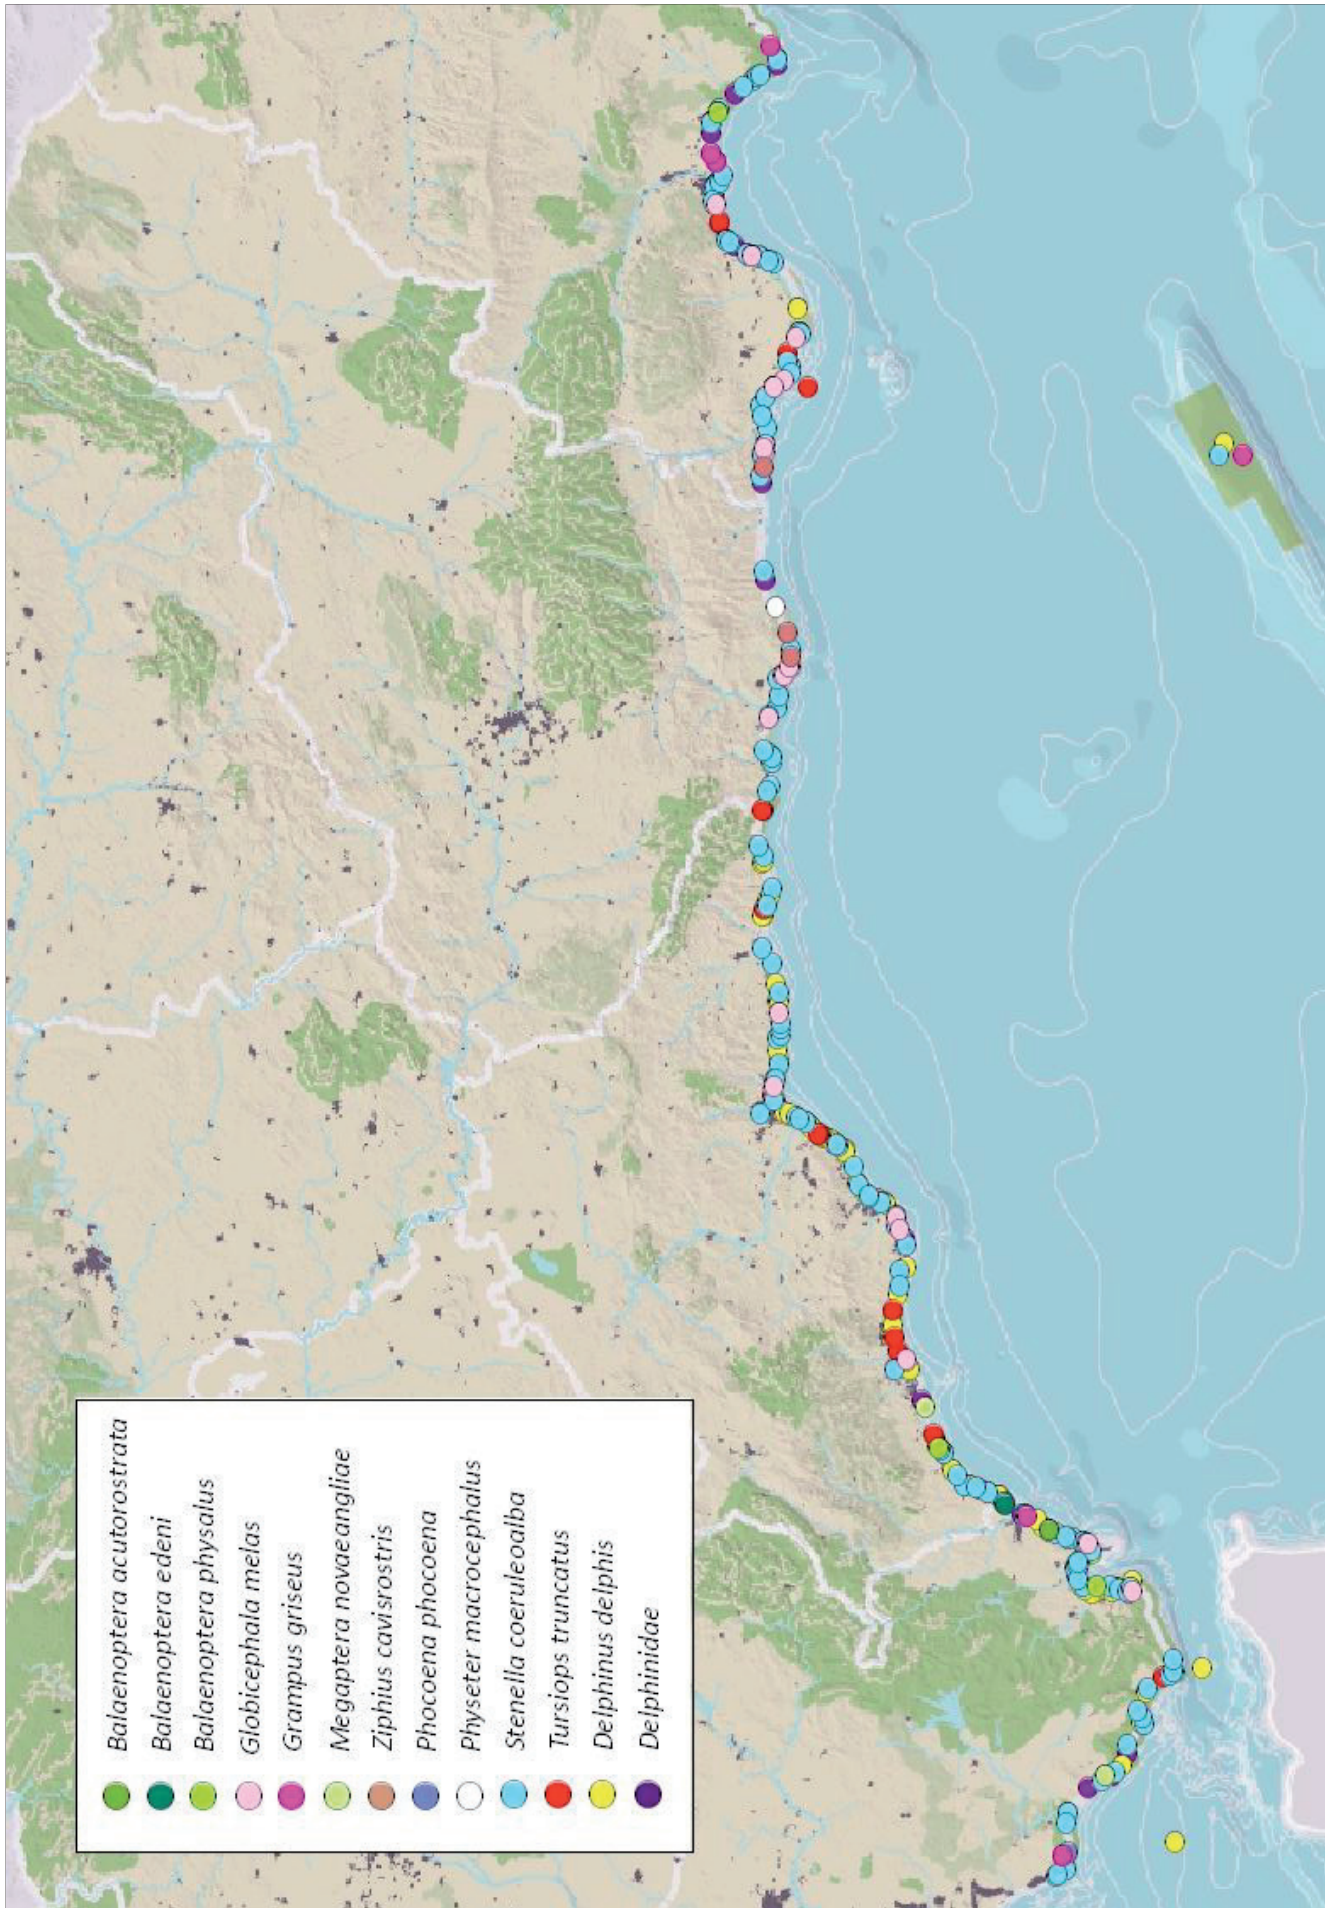 Balaenoptera acutorostrata
Balaenoptera edeni
Balaenoptera physalus
Globicephala melas
Grampus griseus
Megaptera novaeangliae
Ziphius cavisrostris
Phocoena phocoena
Physeter macrocephalus
Stenella coeruleoalba
Tursiops truncatus
Delphinus delphis
Delphinidae